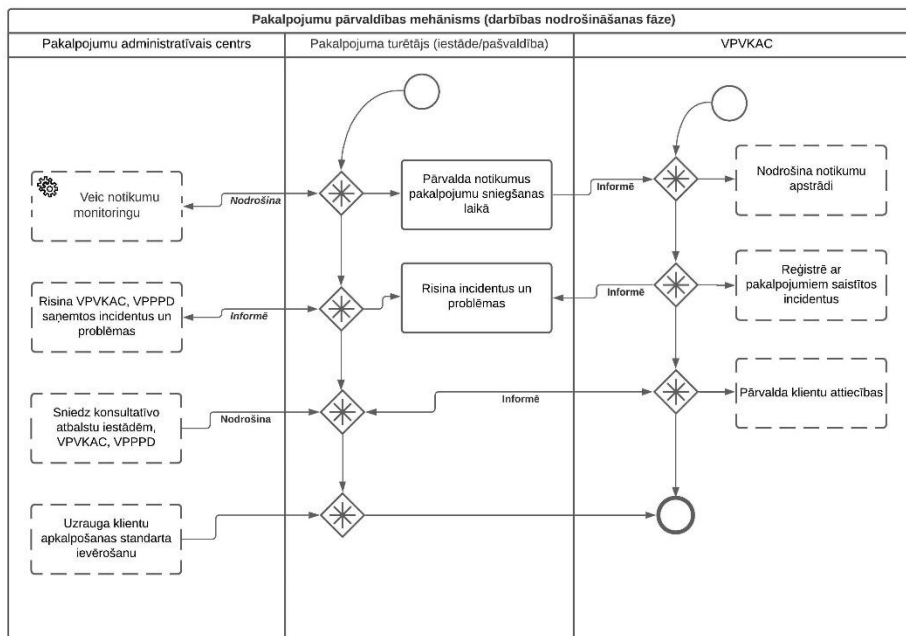 Pakalpojumu pārvaldības mehānisms (darbības nodrošināšanas fāze)
Pakalpojumu administratīvais centrs
Pakalpojuma turētājs (iestāde/pašvaldība)
VPVKAC
Veic notikumu
monitoringu
Nodrošina
Pārvalda notikumus
pakalpojumu sniegšanas
laikā
Informē
Nodrošina notikumu
apstrādi
Risina VPVKAC, VPPPD
saņemtos incidentus un
problēmas
Informē
Risina incidentus un
problēmas
Informē
Reģistrē ar
pakalpojumiem saistītos
incidentus
Sniedz konsultatīvo
atbalstu iestādēm,
VPVKAC, VPPPD
Nodrošina
Informē
Pārvalda klientu attiecības
Uzrauga klientu
apkalpošanas standarta
ievērošanu